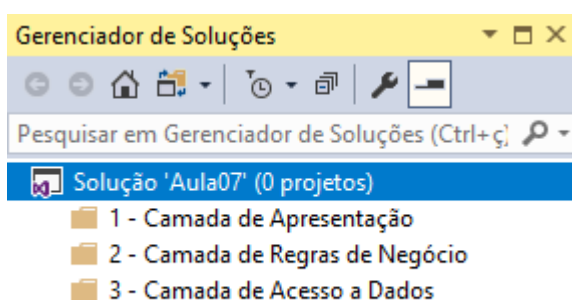 Gerenciador de Soluções
Pesquisar em Gerenciador de Soluções (Ctrl+ç)
Solução 'Aula07' (0 projetos)
1 - Camada de Apresentação
2 - Camada de Regras de Negócio
3 - Camada de Acesso a Dados